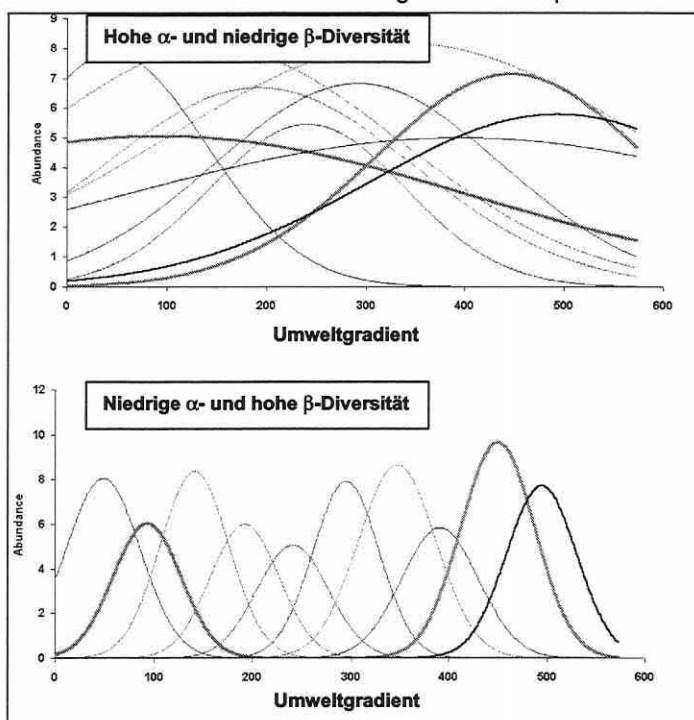 9
Hohe α- und niedrige β-Diversität
8
7
6
5
4
3
2
1
0
Abundance
0 100 200 300 400 500 600
Umweltgradient
12
Niedrige α- und hohe β-Diversität
10
8
6
4
2
0
Abundance
0 100 200 300 400 500 600
Umweltgradient